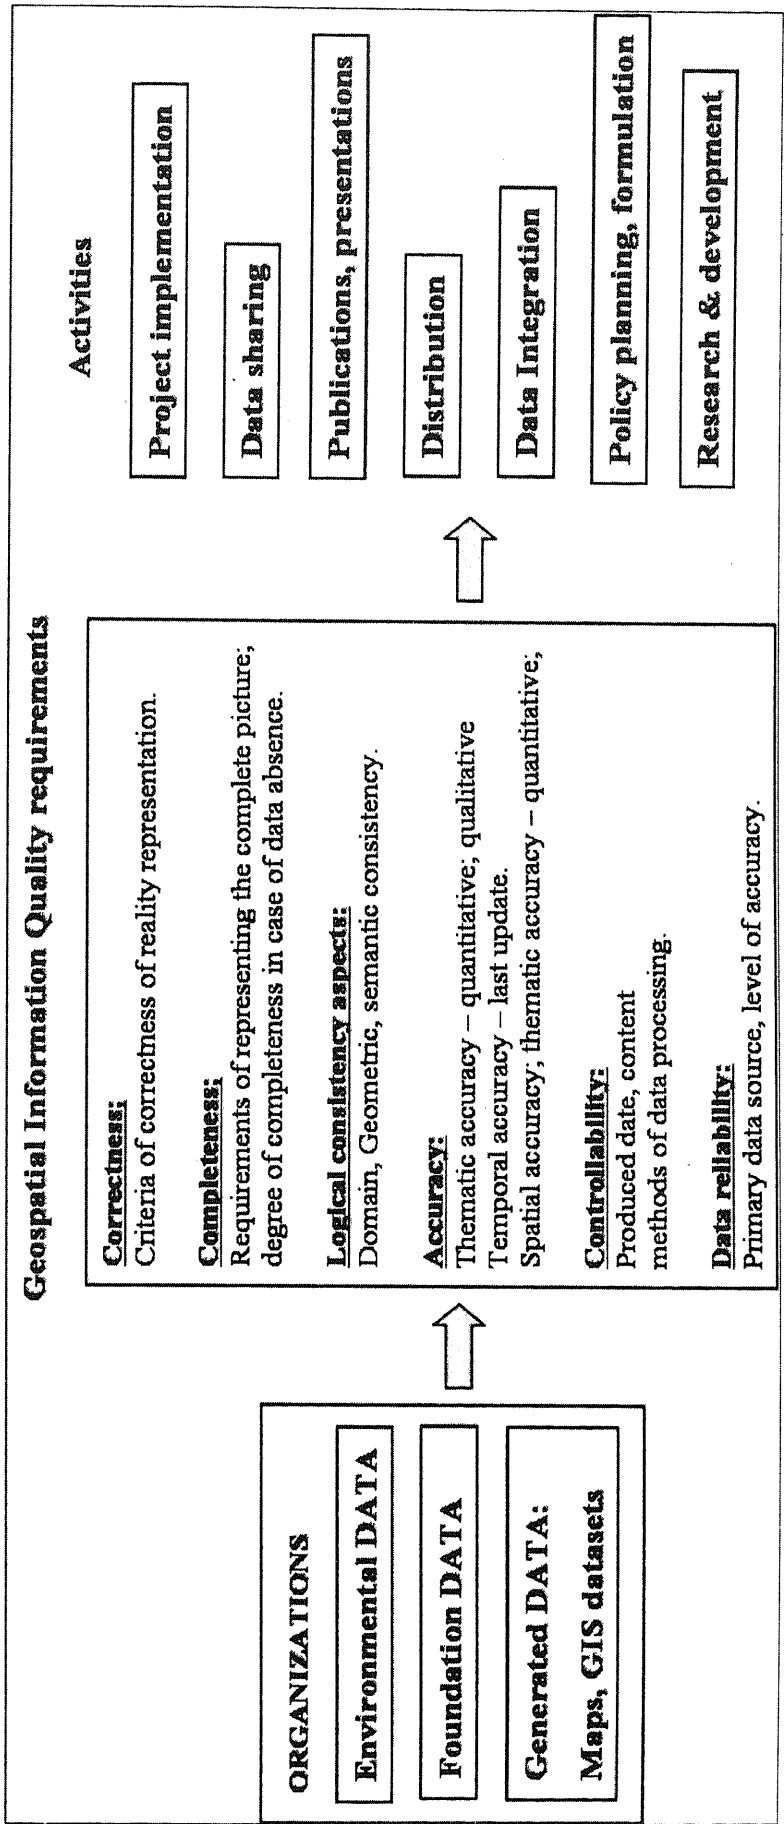 Geospatial Information Quality requirements
ORGANIZATIONS
Environmental DATA
Foundation DATA
Generated DATA:
Maps, GIS datasets
Correctness:
Criteria of correctness of reality representation.
Completeness:
Requirements of representing the complete picture;
degree of completeness in case of data absence.
Logical consistency aspects:
Domain, Geometric, semantic consistency.
Accuracy:
Thematic accuracy – quantitative; qualitative
Temporal accuracy – last update.
Spatial accuracy; thematic accuracy – quantitative;
Controllability:
Produced date, content
methods of data processing.
Data reliability:
Primary data source, level of accuracy.
Activities
Project implementation
Data sharing
Publications, presentations
Distribution
Data Integration
Policy planning, formulation
Research & development